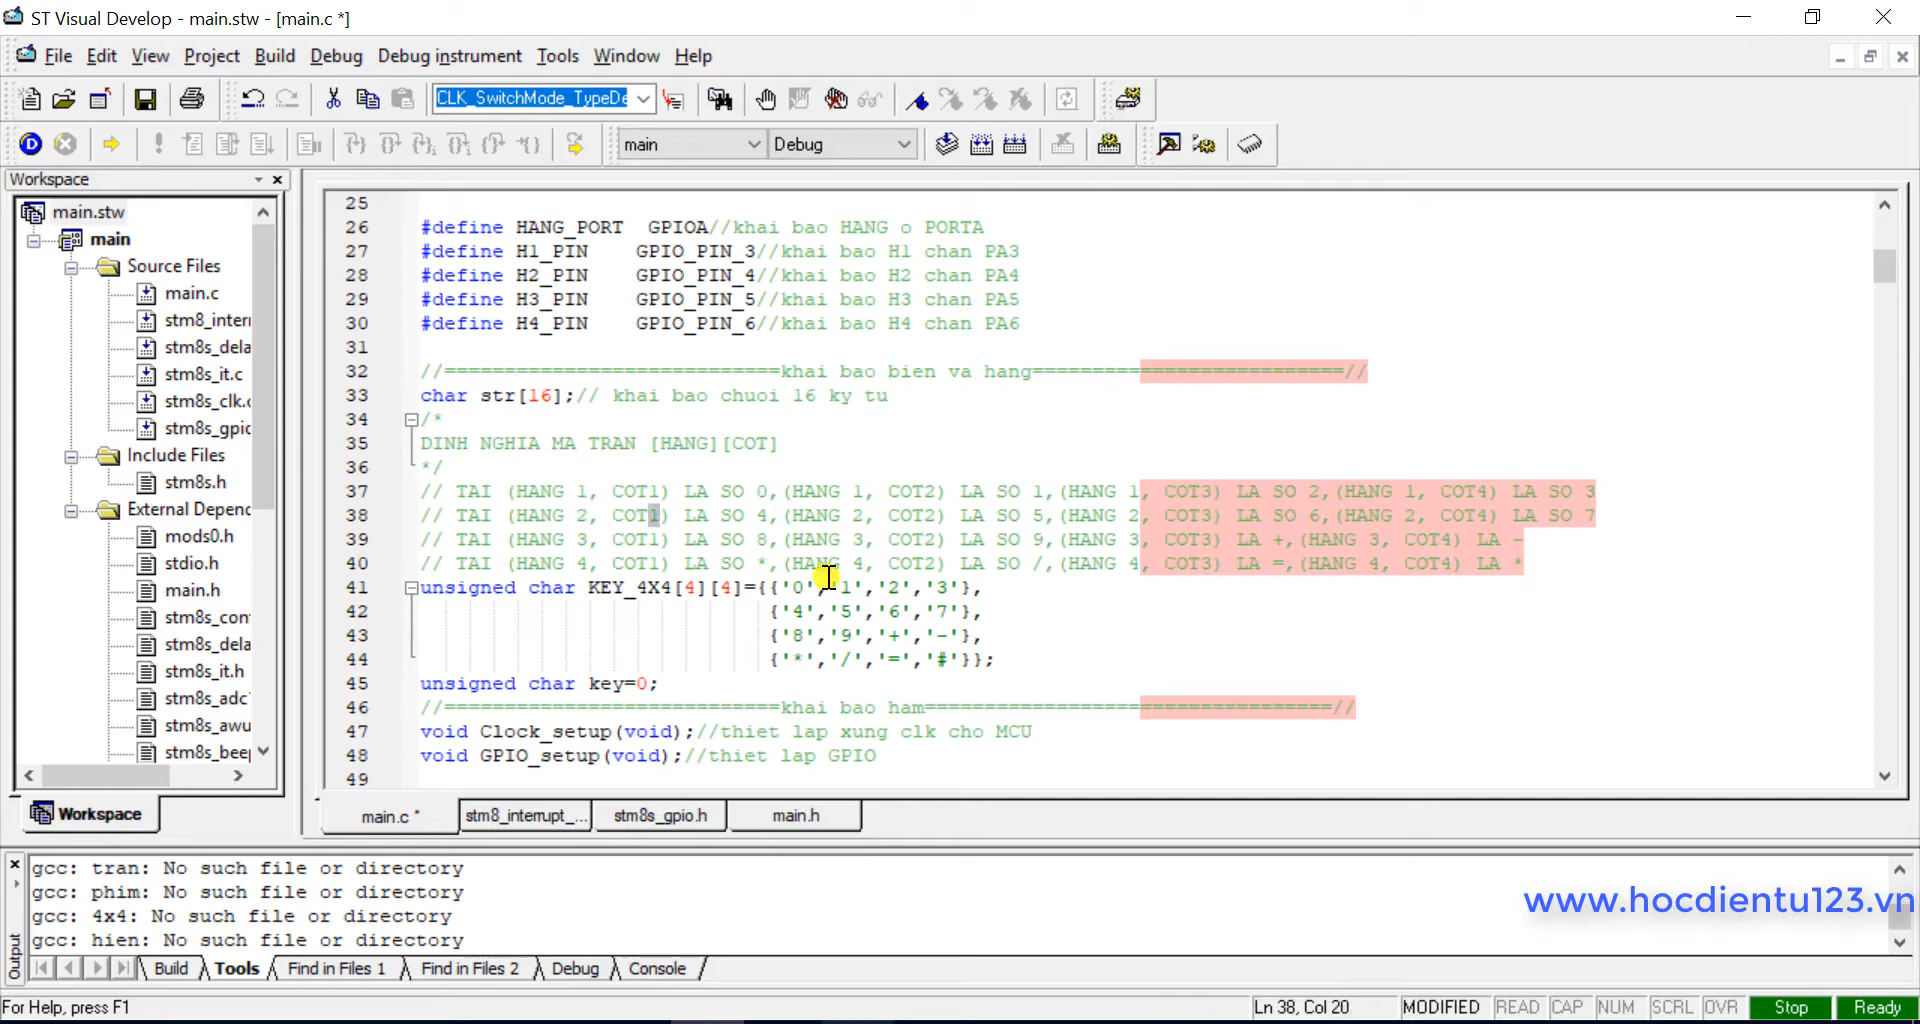 ST Visual Develop - main.stw - [main.c *]
File Edit View Project Build Debug Debug instrument Tools Window Help
CLK_SwitchMode_TypeDe
main Debug
Workspace
main.stw
main
Source Files
main.c
stm8_interr
stm8s_dela
stm8s_it.c
stm8s_clk.c
stm8s_gpic
Include Files
stm8s.h
External Depenc
mods0.h
stdio.h
main.h
stm8s_con
stm8s_dela
stm8s_it.h
stm8s_adc
stm8s_awu
stm8s_beep
Workspace
25
26 #define HANG_PORT GPIOA//khai bao HANG o PORTA
27 #define H1_PIN GPIO_PIN_3//khai bao H1 chan PA3
28 #define H2_PIN GPIO_PIN_4//khai bao H2 chan PA4
29 #define H3_PIN GPIO_PIN_5//khai bao H3 chan PA5
30 #define H4_PIN GPIO_PIN_6//khai bao H4 chan PA6
31
32 //============================khai bao bien va hang==========================//
33 char str[16];// khai bao chuoi 16 ky tu
34 /*
35 DINH NGHIA MA TRAN [HANG][COT]
36 */
37 // TAI (HANG 1, COT1) LA SO 0,(HANG 1, COT2) LA SO 1,(HANG 1, COT3) LA SO 2,(HANG 1, COT4) LA SO 3
38 // TAI (HANG 2, COT1) LA SO 4,(HANG 2, COT2) LA SO 5,(HANG 2, COT3) LA SO 6,(HANG 2, COT4) LA SO 7
39 // TAI (HANG 3, COT1) LA SO 8,(HANG 3, COT2) LA SO 9,(HANG 3, COT3) LA +,(HANG 3, COT4) LA -
40 // TAI (HANG 4, COT1) LA SO *,(HANG 4, COT2) LA SO /,(HANG 4, COT3) LA =,(HANG 4, COT4) LA *
41 unsigned char KEY_4X4[4][4]={{'0','1','2','3'},
42 {'4','5','6','7'},
43 {'8','9','+','-'},
44 {'*','/','=','#'}};
45 unsigned char key=0;
46 //============================khai bao ham==================================//
47 void Clock_setup(void);//thiet lap xung clk cho MCU
48 void GPIO_setup(void);//thiet lap GPIO
49
main.c * stm8_interrupt_... stm8s_gpio.h main.h
gcc: tran: No such file or directory
gcc: phim: No such file or directory
gcc: 4x4: No such file or directory
gcc: hien: No such file or directory
www.hocdientu123.vn
Output
Build Tools Find in Files 1 Find in Files 2 Debug Console
For Help, press F1
Ln 38, Col 20 MODIFIED READ CAP NUM SCRL OVR Stop Ready